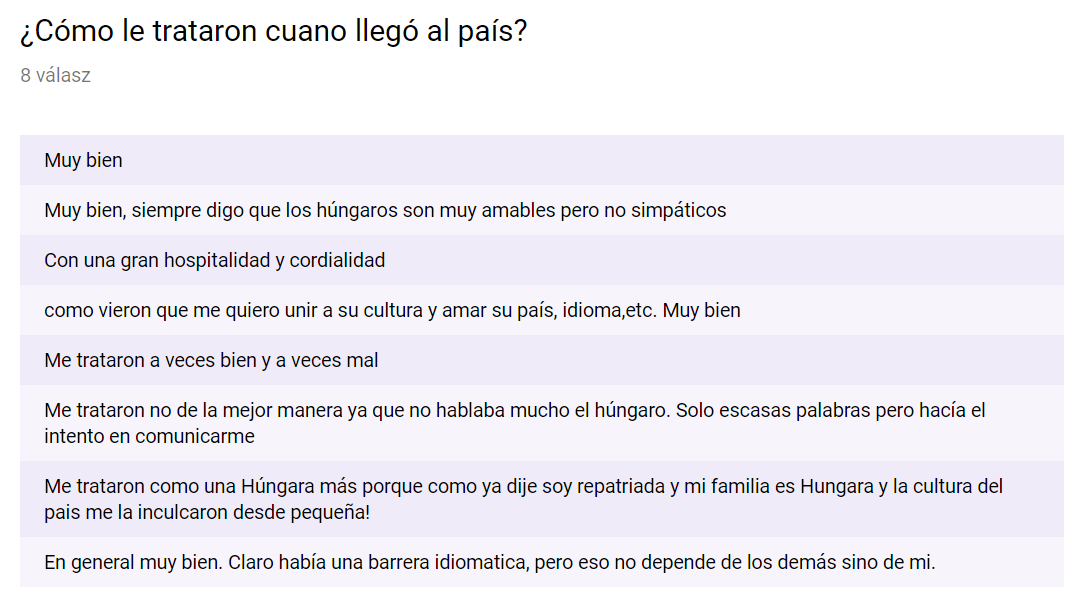 ¿Cómo le trataron cuano llegó al país?
8 válasz
Muy bien
Muy bien, siempre digo que los húngaros son muy amables pero no simpáticos
Con una gran hospitalidad y cordialidad
como vieron que me quiero unir a su cultura y amar su país, idioma,etc. Muy bien
Me trataron a veces bien y a veces mal
Me trataron no de la mejor manera ya que no hablaba mucho el húngaro. Solo escasas palabras pero hacía el
intento en comunicarme
Me trataron como una Húngara más porque como ya dije soy repatriada y mi familia es Hungara y la cultura del
pais me la inculcaron desde pequeña!
En general muy bien. Claro había una barrera idiomatica, pero eso no depende de los demás sino de mi.